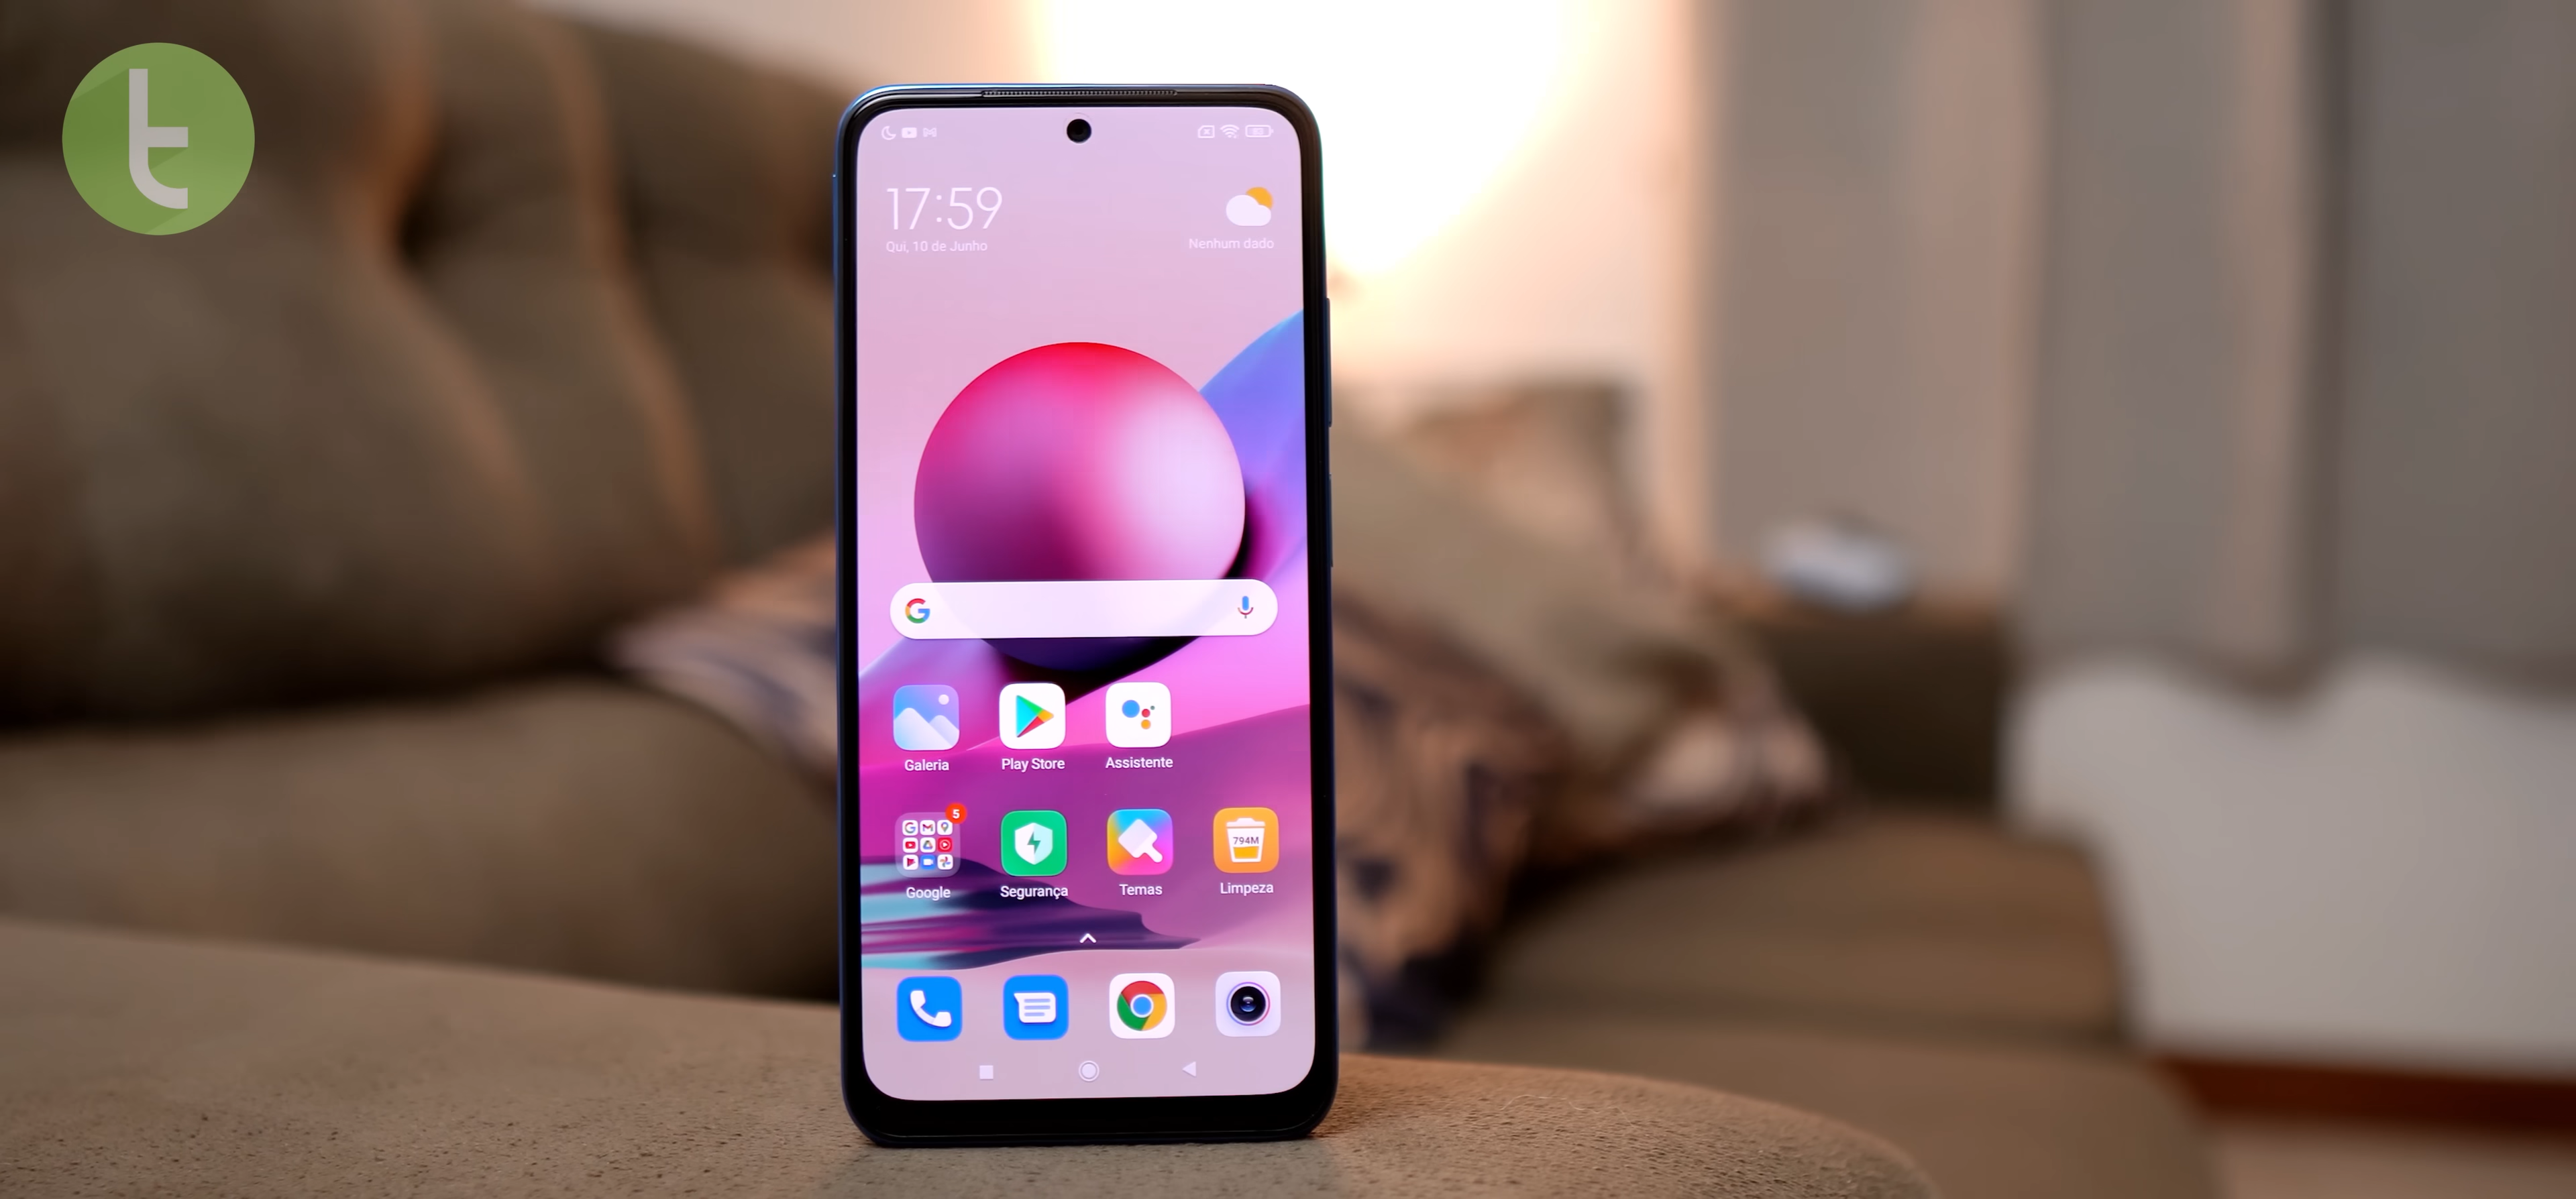 t
17:59
Qui, 10 de Junho
Nenhum dado
G
Galeria
Play Store
Assistente
5
794M
Google
Segurança
Temas
Limpeza